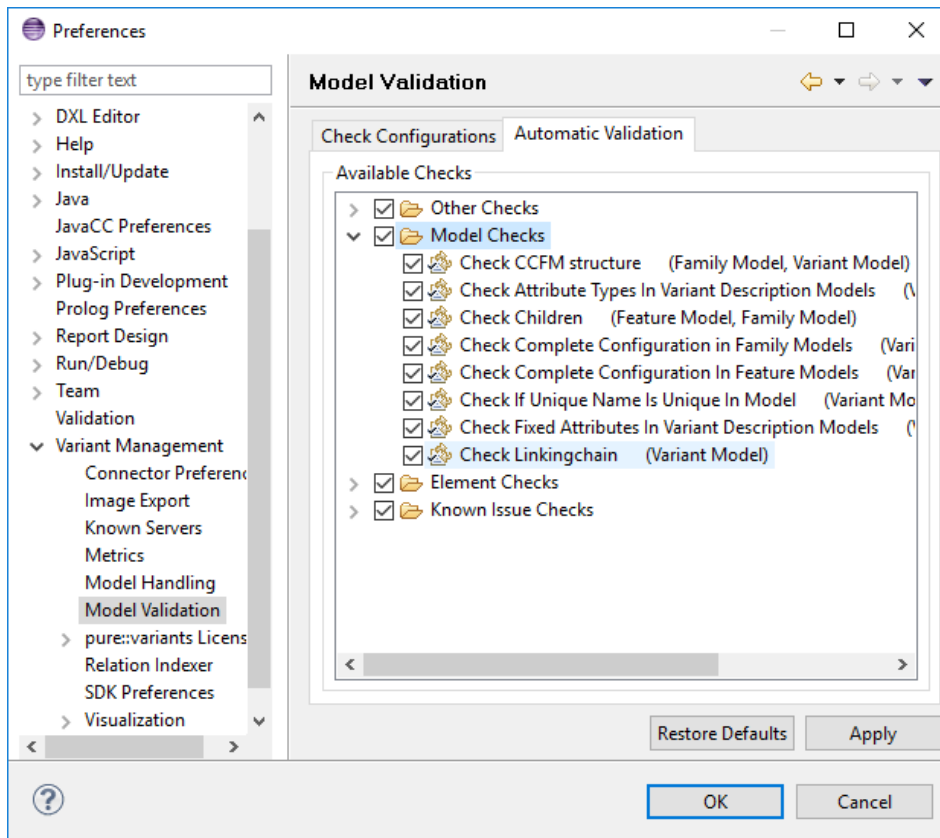 Preferences
type filter text
DXL Editor
Help
Install/Update
Java
JavaCC Preferences
JavaScript
Plug-in Development
Prolog Preferences
Report Design
Run/Debug
Team
Validation
Variant Management
Connector Preferenc
Image Export
Known Servers
Metrics
Model Handling
Model Validation
pure::variants Licens
Relation Indexer
SDK Preferences
Visualization
Model Validation
Check Configurations Automatic Validation
Available Checks
Other Checks
Model Checks
Check CCFM structure (Family Model, Variant Model)
Check Attribute Types In Variant Description Models (V
Check Children (Feature Model, Family Model)
Check Complete Configuration in Family Models (Vari
Check Complete Configuration In Feature Models (Var
Check If Unique Name Is Unique In Model (Variant Mo
Check Fixed Attributes In Variant Description Models (
Check Linkingchain (Variant Model)
Element Checks
Known Issue Checks
Restore Defaults Apply
? OK Cancel